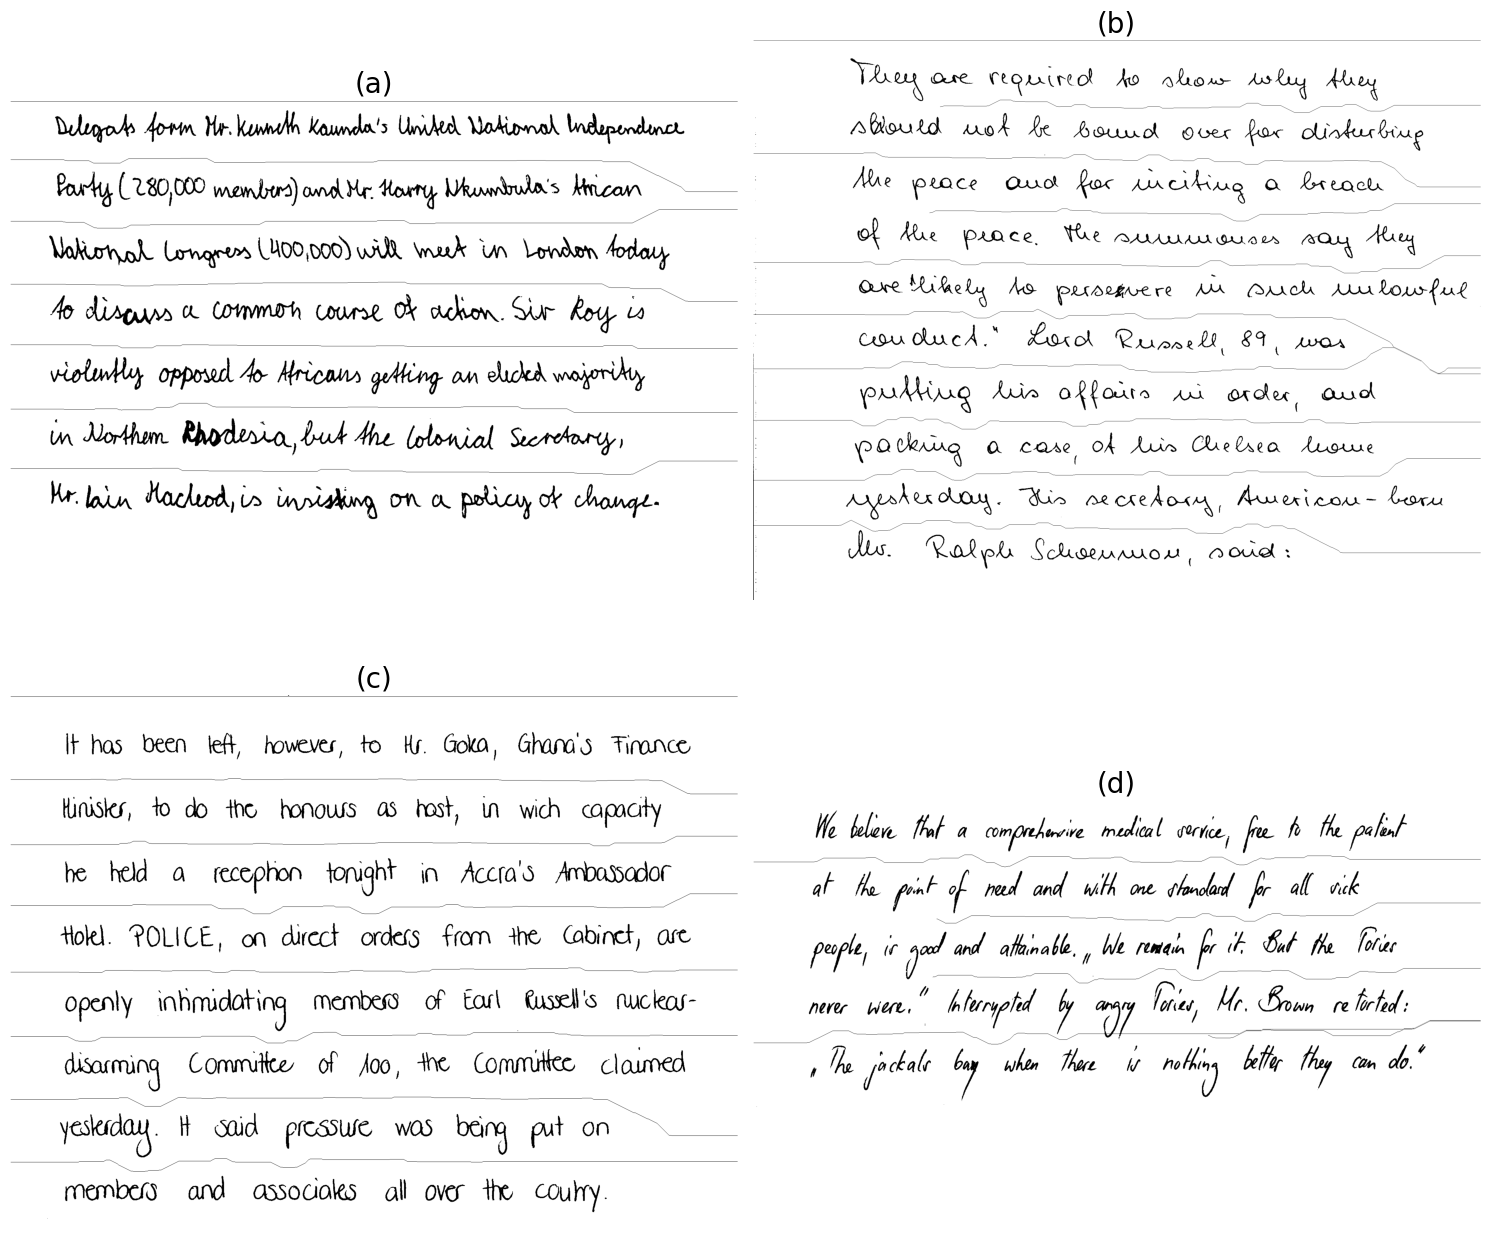 (a)
Delegats form Mr. Kenneth Kaunda's United National Independence
Party (280,000 members) and Mr. Harry Nkumbula's African
National Congress (400,000) will meet in London today
to discuss a common course of action. Sir Roy is
violently opposed to Africans getting an elected majority
in Northern Rhodesia, but the Colonial Secretary,
Mr. Iain Macleod, is insisting on a policy of change.
(b)
They are required to show why they
should not be bound over for disturbing
the peace and for inciting a breach
of the peace. The summonses say they
are "likely to persevere in such unlawful
conduct." Lord Russell, 89, was
putting his affairs in order, and
packing a case, at his Chelsea home
yesterday. His secretary, American-born
Mr. Ralph Schoenman, said:
(c)
It has been left, however, to Mr. Goka, Ghana's Finance
Minister, to do the honours as host, in wich capacity
he held a reception tonight in Accra's Ambassador
Hotel. POLICE, on direct orders from the Cabinet, are
openly intimidating members of Earl Russell's nuclear-
disarming Committee of 100, the Committee claimed
yesterday. It said pressure was being put on
members and associates all over the coutry.
(d)
We believe that a comprehensive medical service, free to the patient
at the point of need and with one standard for all sick
people, is good and attainable. „We remain for it. But the Tories
never were." Interrupted by angry Tories, Mr. Brown retorted:
„The jackals bay when there is nothing better they can do."